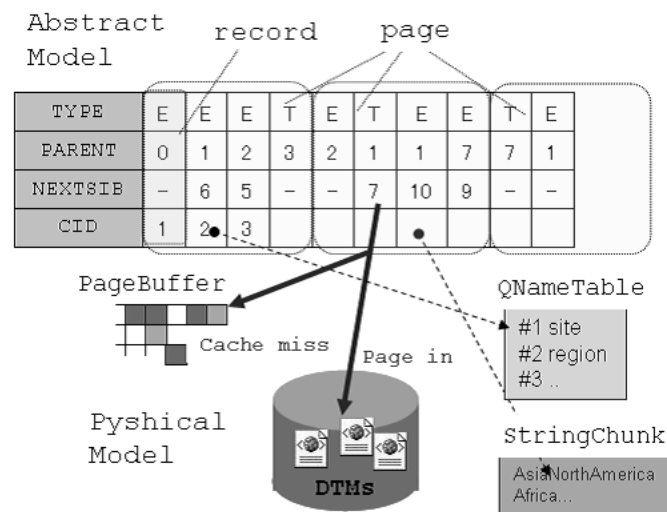 Abstract
Model
record
page
TYPE E E E T E T E E T E
PARENT 0 1 2 3 2 1 1 7 7 1
NEXTSIB – 6 5 – – 7 10 9 – –
CID 1 2 3
PageBuffer
Cache miss
Page in
QNameTable
#1 site
#2 region
#3 ..
Pyshical
Model
DTMs
StringChunk
AsiaNorthAmerica
Africa...